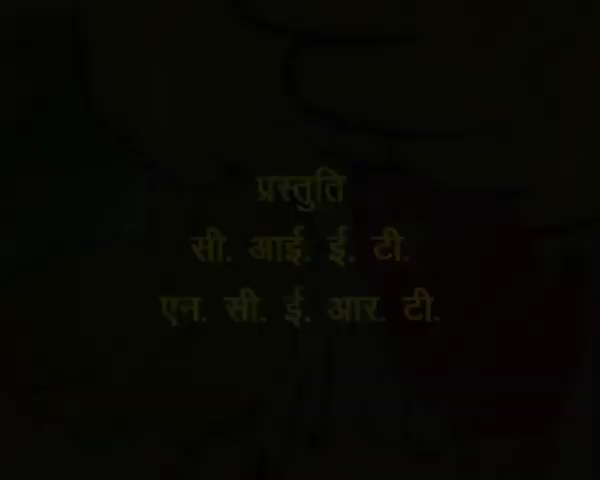 प्रस्तुति
सी. आई. ई. टी.
एन. सी. ई. आर. टी.